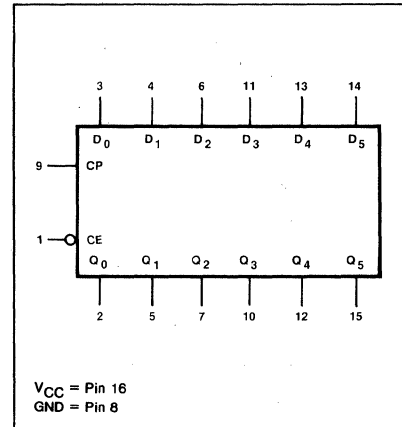 3 4 6 11 13 14
D0 D1 D2 D3 D4 D5
9 CP
1 CE
Q0 Q1 Q2 Q3 Q4 Q5
2 5 7 10 12 15
VCC = Pin 16
GND = Pin 8